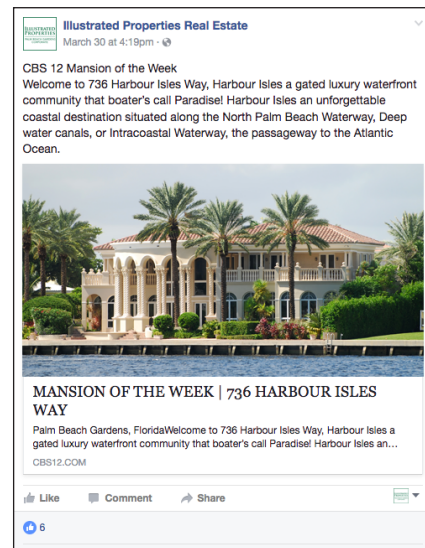 Illustrated Properties Real Estate
March 30 at 4:19pm ·
CBS 12 Mansion of the Week
Welcome to 736 Harbour Isles Way, Harbour Isles a gated luxury waterfront
community that boater's call Paradise! Harbour Isles an unforgettable
coastal destination situated along the North Palm Beach Waterway, Deep
water canals, or Intracoastal Waterway, the passageway to the Atlantic
Ocean.
MANSION OF THE WEEK | 736 HARBOUR ISLES
WAY
Palm Beach Gardens, FloridaWelcome to 736 Harbour Isles Way, Harbour Isles a
gated luxury waterfront community that boater's call Paradise! Harbour Isles an...
CBS12.COM
Like Comment Share
6